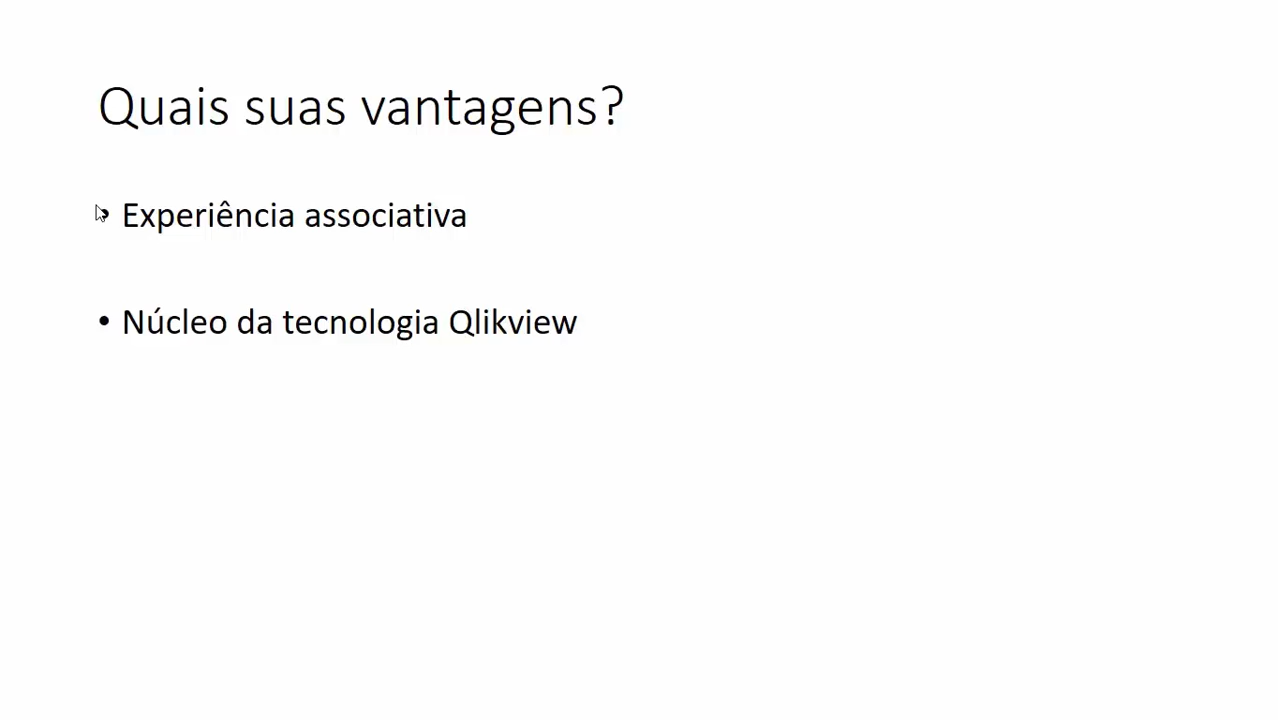 Quais suas vantagens?
• Experiência associativa
• Núcleo da tecnologia Qlikview